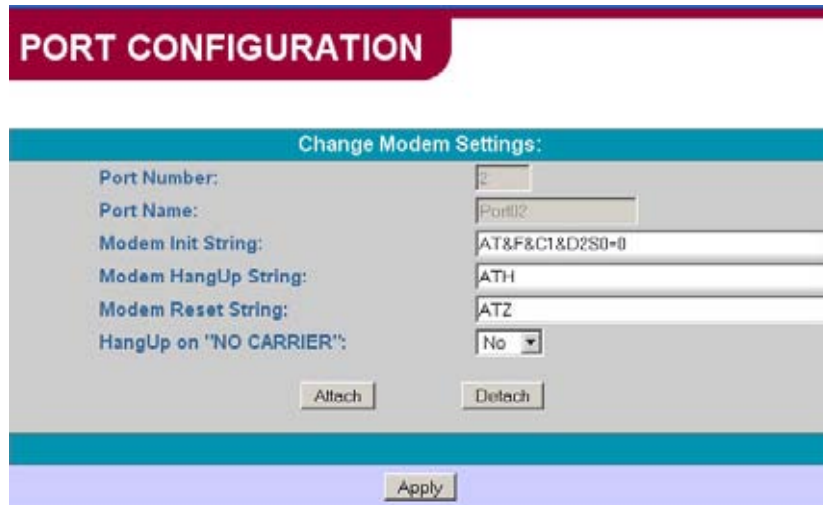 PORT CONFIGURATION
Change Modem Settings:
Port Number: 2
Port Name: Port02
Modem Init String: AT&F&C1&D2S0=0
Modem HangUp String: ATH
Modem Reset String: ATZ
HangUp on "NO CARRIER": No
Attach Detach
Apply